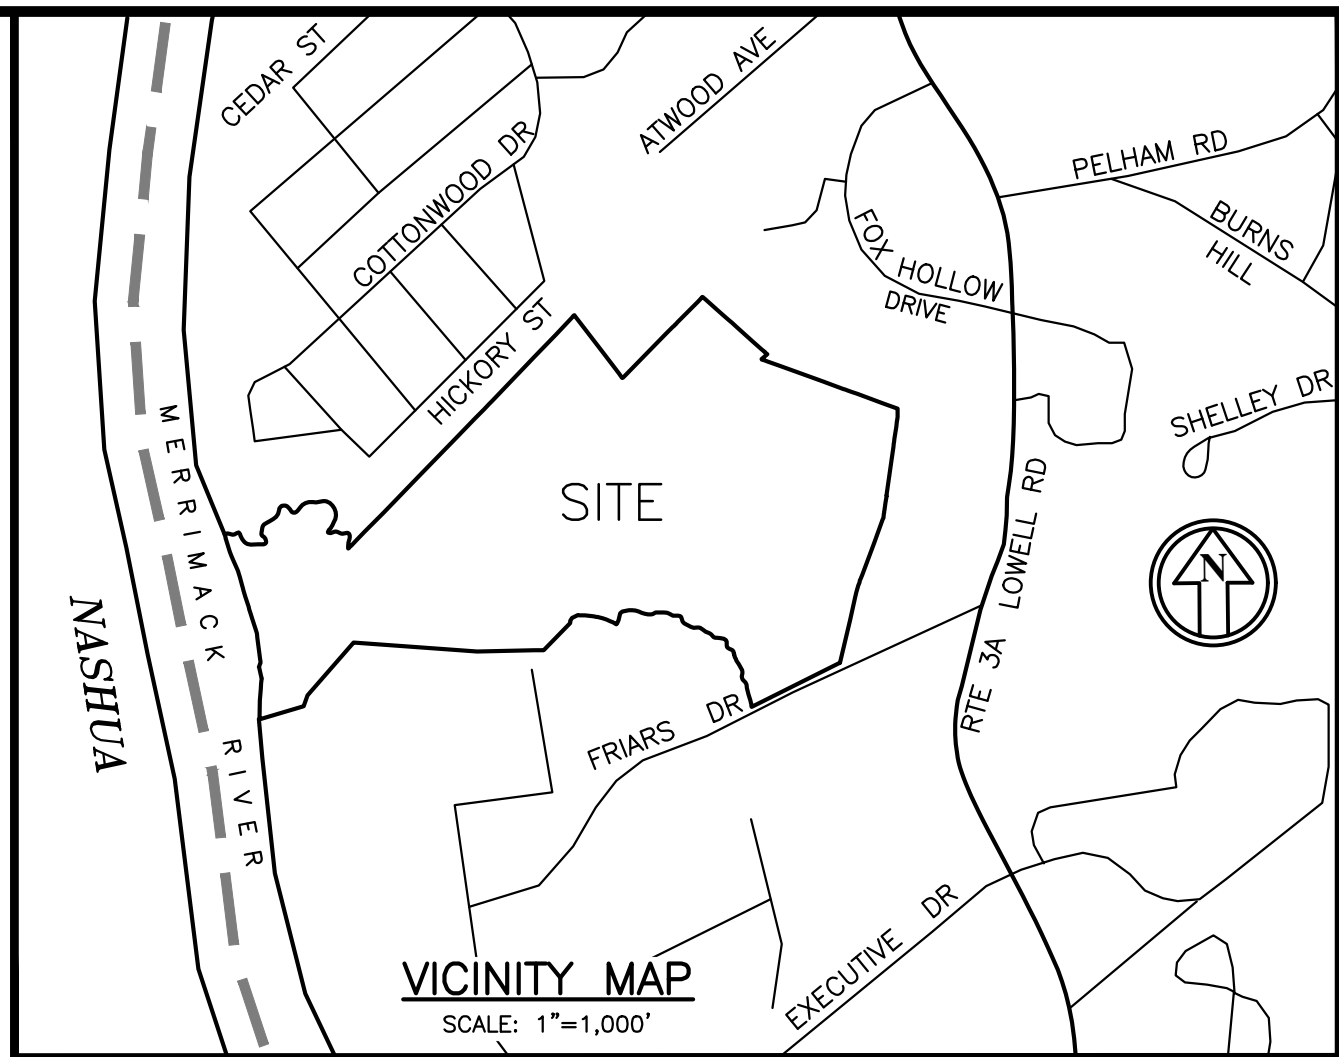 CEDAR ST
ATWOOD AVE
COTTONWOOD DR
PELHAM RD
BURNS
HILL
FOX HOLLOW
DRIVE
HICKORY ST
SHELLEY DR
MERRIMACK RIVER
SITE
RTE 3A LOWELL RD
N
NASHUA
FRIARS DR
EXECUTIVE DR
VICINITY MAP
SCALE: 1"=1,000'